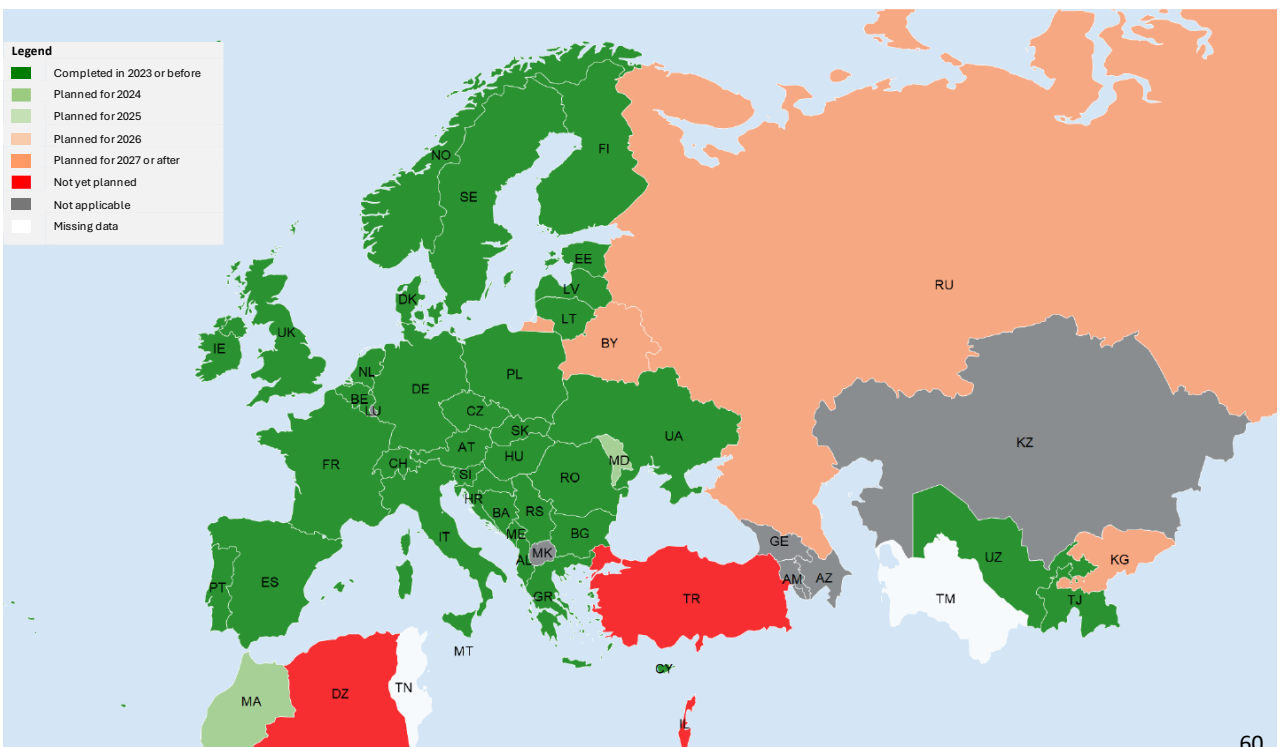 Legend
Completed in 2023 or before
Planned for 2024
Planned for 2025
Planned for 2026
Planned for 2027 or after
Not yet planned
Not applicable
Missing data
NO
FI
SE
EE
RU
LV
DK
LT
UK
BY
IE
NL
PL
DE
BE
LU
CZ
SK
UA
KZ
AT
HU
FR
CH
MD
SI
RO
HR
BA
RS
ME
BG
IT
GE
MK
AL
UZ
KG
PT
ES
AM
AZ
GR
TR
TM
TJ
MT
CY
TN
DZ
MA
IL
60